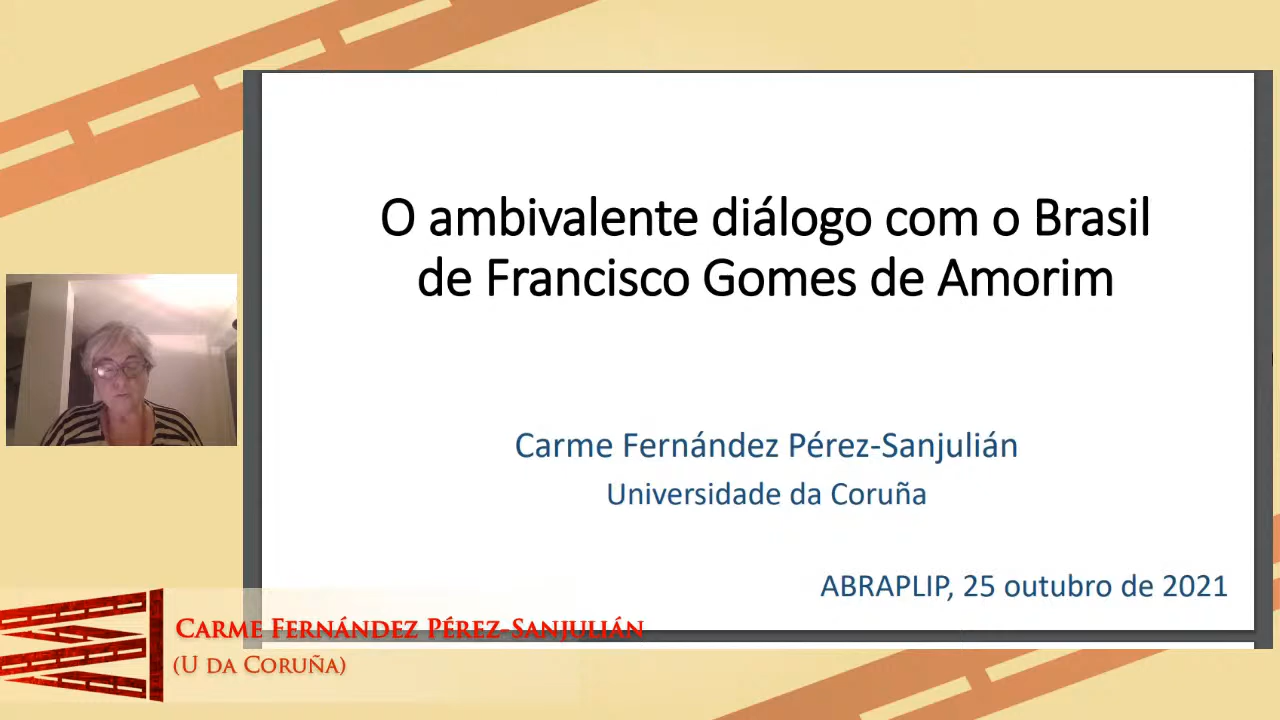 O ambivalente diálogo com o Brasil
de Francisco Gomes de Amorim
Carme Fernández Pérez-Sanjulián
Universidade da Coruña
ABRAPLIP, 25 outubro de 2021
Carme Fernández Pérez-Sanjulián
(U da Coruña)